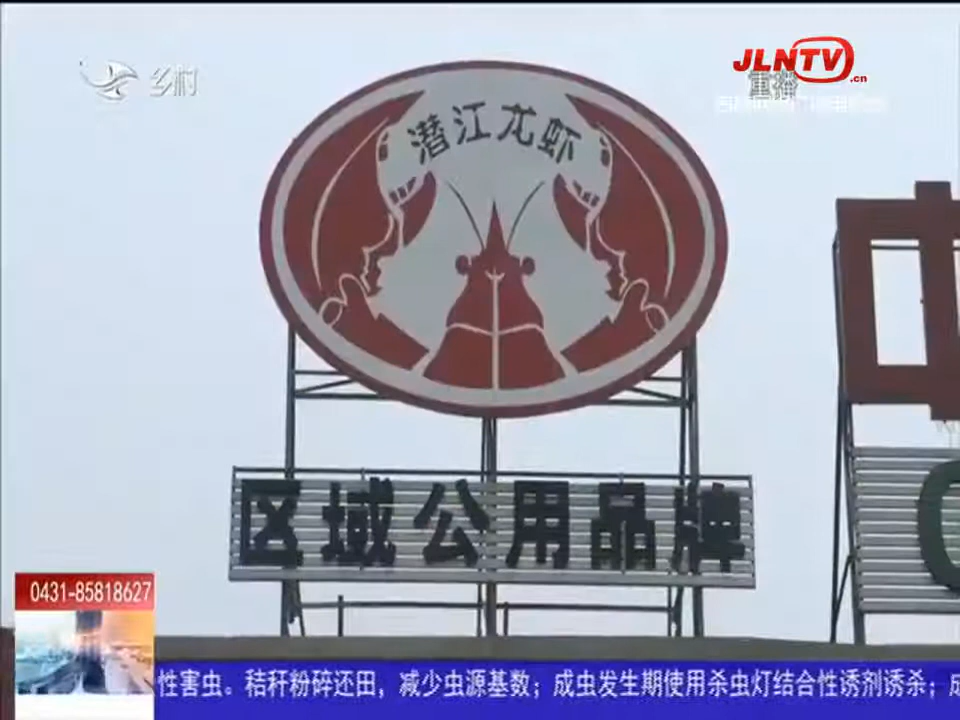 乡村
JLNTV.cn
重播
潜江龙虾
中
区域公用品牌
0431-85818627
性害虫。秸秆粉碎还田，减少虫源基数；成虫发生期使用杀虫灯结合性诱剂诱杀；成